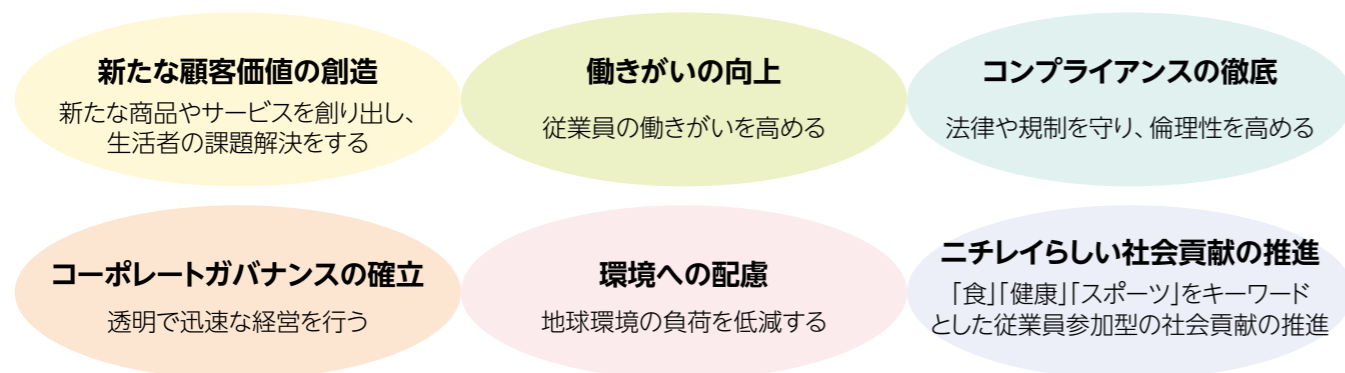 新たな顧客価値の創造
新たな商品やサービスを創り出し、
生活者の課題解決をする
働きがいの向上
従業員の働きがいを高める
コンプライアンスの徹底
法律や規制を守り、倫理性を高める
コーポレートガバナンスの確立
透明で迅速な経営を行う
環境への配慮
地球環境の負荷を低減する
ニチレイらしい社会貢献の推進
「食」「健康」「スポーツ」をキーワード
とした従業員参加型の社会貢献の推進